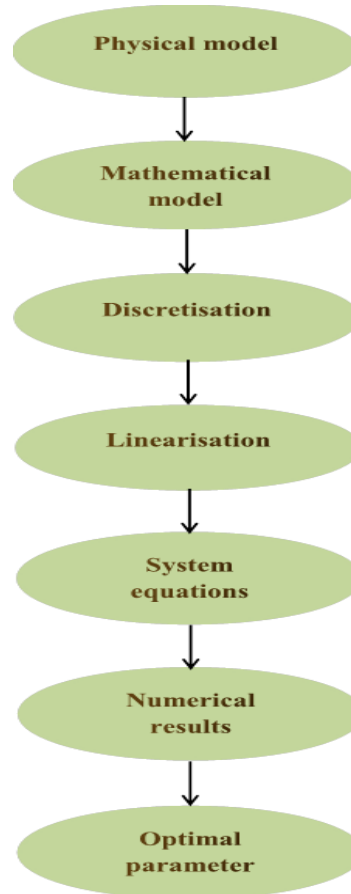 Physical model
Mathematical
model
Discretisation
Linearisation
System
equations
Numerical
results
Optimal
parameter